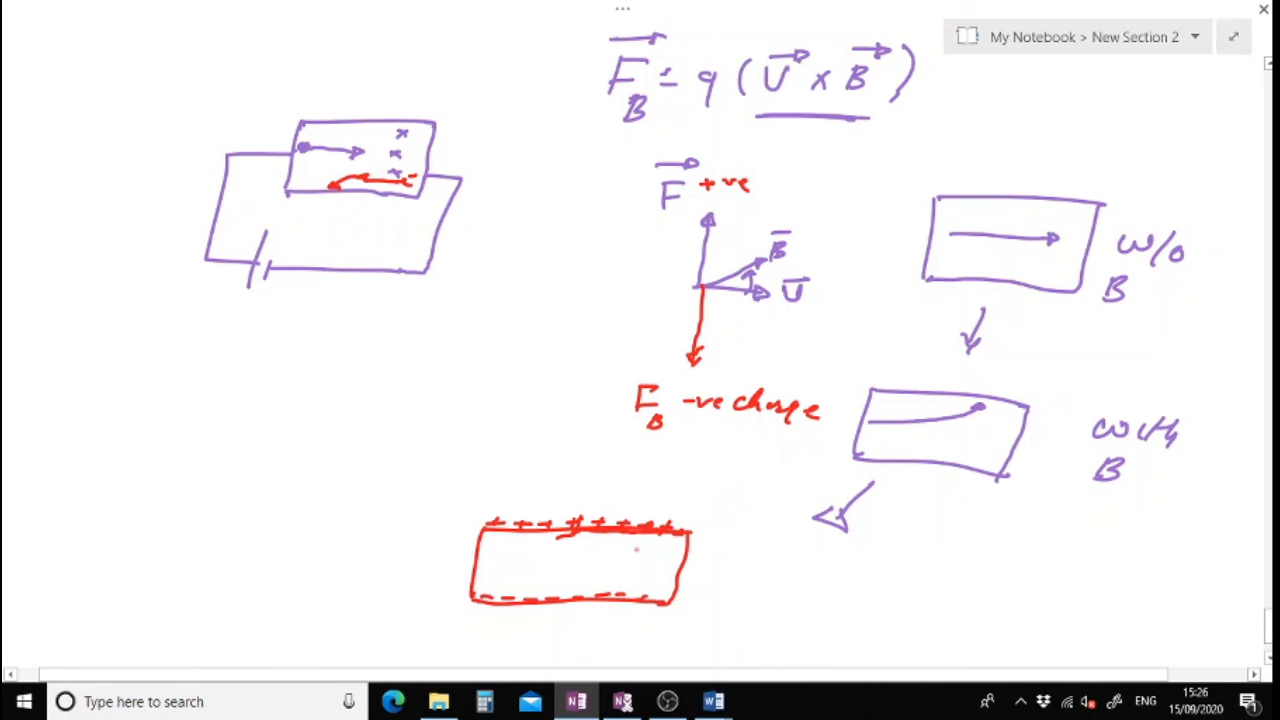 My Notebook > New Section 2
F_B = q (V x B)
x
x
x
F +ve
B
V
w/o
B
F_B -ve charge
with
B
+ + + + + + + +
- - - - - - - - -
Type here to search
ENG
15:26
15/09/2020
1